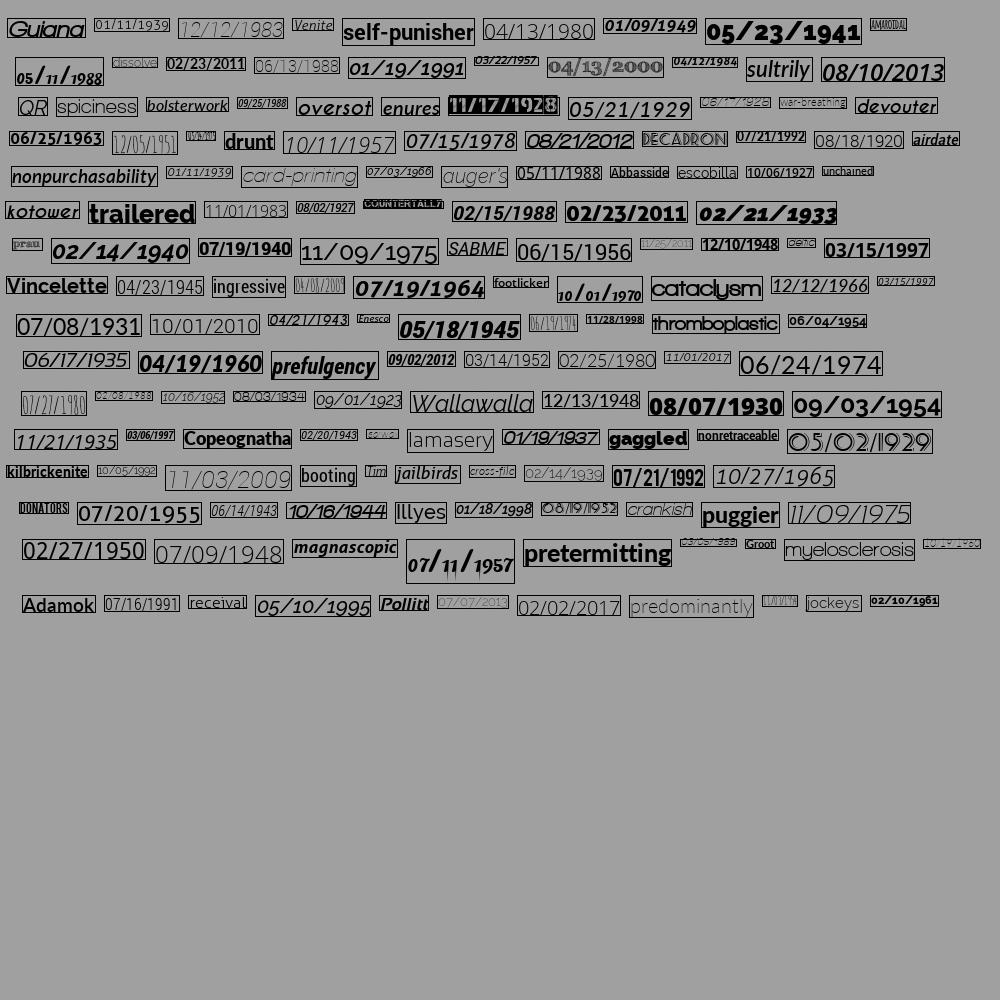 Guiana 01/11/1939 12/12/1983 Venite self-punisher 04/13/1980 01/09/1949 05/23/1941 AMAROIDAL
05/11/1988 dissolve 02/23/2011 06/13/1988 01/19/1991 03/22/1957 04/13/2000 04/12/1984 sultrily 08/10/2013
QR spiciness bolsterwork 09/25/1988 oversot enures 11/17/1928 05/21/1929 06/17/1928 war-breathing devouter
06/25/1963 12/05/1951 drunt 10/11/1957 07/15/1978 08/21/2012 DECADRON 07/21/1992 08/18/1920 airdate
nonpurchasability 01/11/1939 card-printing 07/03/1966 auger's 05/11/1988 Abbasside escobilla 10/06/1927 unchained
kotower trailered 11/01/1983 08/02/1927 COUNTERTALLY 02/15/1988 02/23/2011 02/21/1933
prau 02/14/1940 07/19/1940 11/09/1975 SABME 06/15/1956 11/25/2011 12/10/1948 deific 03/15/1997
Vincelette 04/23/1945 ingressive 04/08/2009 07/19/1964 footlicker 10/01/1970 cataclysm 12/12/1966 03/15/1997
07/08/1931 10/01/2010 04/21/1943 Enesco 05/18/1945 06/19/1974 11/28/1998 thromboplastic 06/04/1954
06/17/1935 04/19/1960 prefulgency 09/02/2012 03/14/1952 02/25/1980 11/01/2017 06/24/1974
07/27/1980 02/08/1988 10/16/1952 08/03/1934 09/01/1923 Wallawalla 12/13/1948 08/07/1930 09/03/1954
11/21/1935 03/06/1997 Copeognatha 02/20/1943 lamasery 01/19/1937 gaggled nonretraceable 05/02/1929
kilbrickenite 10/05/1992 11/03/2009 booting Tim jailbirds cross-file 02/14/1939 07/21/1992 10/27/1965
DONATORS 07/20/1955 06/14/1943 10/16/1944 Illyes 01/18/1998 08/19/1932 crankish puggier 11/09/1975
02/27/1950 07/09/1948 magnascopic 07/11/1957 pretermitting 03/05/1989 Groot myelosclerosis 10/19/1980
Adamok 07/16/1991 receival 05/10/1995 Pollitt 07/07/2013 02/02/2017 predominantly jockeys 02/10/1961